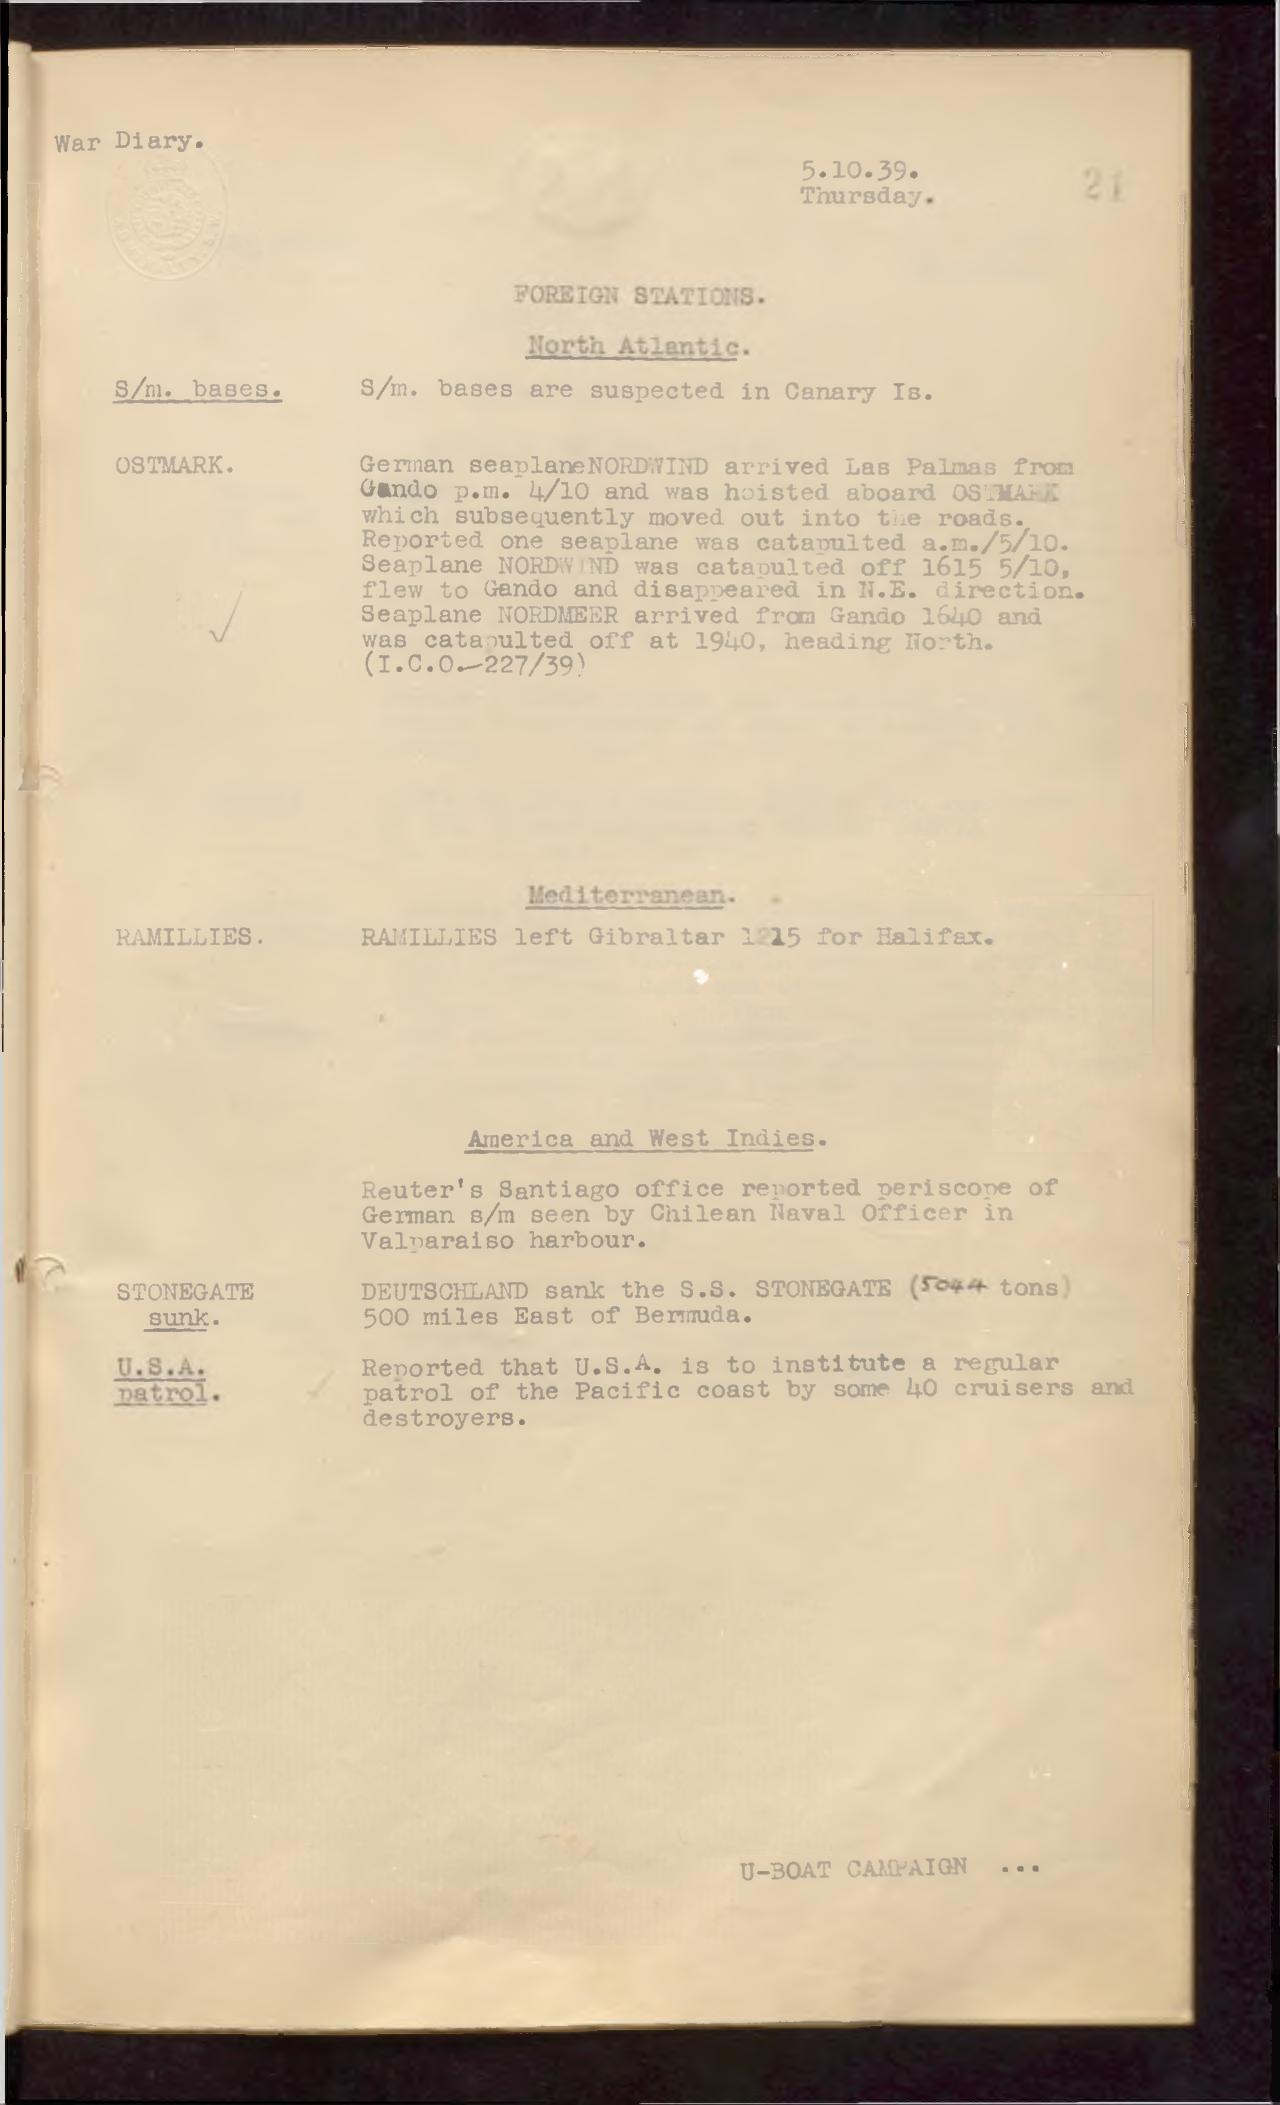 War Diary.
5.10.39.
Thursday.
21
FOREIGN STATIONS.
North Atlantic.
S/m. bases. S/m. bases are suspected in Canary Is.
OSTMARK. German seaplane NORDWIND arrived Las Palmas from
Gando p.m. 4/10 and was hoisted aboard OSTMARK
which subsequently moved out into the roads.
Reported one seaplane was catapulted a.m./5/10.
Seaplane NORDWIND was catapulted off 1615 5/10,
flew to Gando and disappeared in N.E. direction.
Seaplane NORDMEER arrived from Gando 1640 and
was catapulted off at 1940, heading North.
(I.C.O.-227/39)
Mediterranean.
RAMILLIES. RAMILLIES left Gibraltar for Halifax.
America and West Indies.
Reuter's Santiago office reported periscope of
German s/m seen by Chilean Naval Officer in
Valparaiso harbour.
STONEGATE DEUTSCHLAND sank the S.S. STONEGATE (5044 tons)
sunk. 500 miles East of Bermuda.
U.S.A. Reported that U.S.A. is to institute a regular
patrol. patrol of the Pacific coast by some 40 cruisers and
destroyers.
U-BOAT CAMPAIGN ...